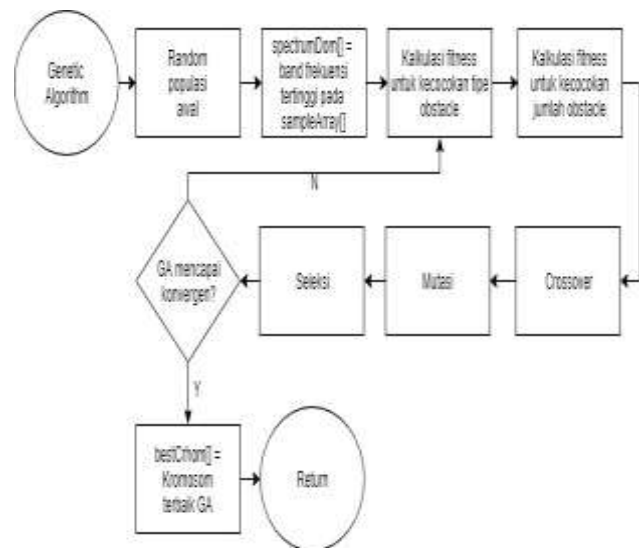 Genetic
Algorithm
Random
populasi
awal
spectrumDom[] =
band frekuensi
tertinggi pada
sampleArray[]
Kalkulasi fitness
untuk kecocokan tipe
obstacle
Kalkulasi fitness
untuk kecocokan
jumlah obstacle
N
GA mencapai
konvergen?
Seleksi
Mutasi
Crossover
Y
bestCrhom[] =
Kromosom
terbaik GA
Return